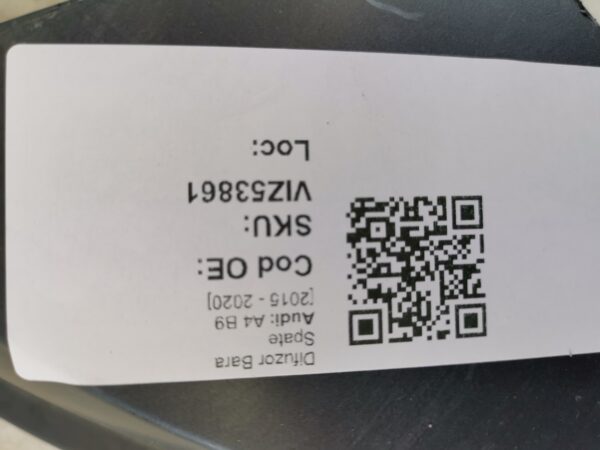 Difuzor Bara
Spate
Audi: A4 B9
[2015 - 2020]
Cod OE:
SKU:
VIZ53861
Loc: